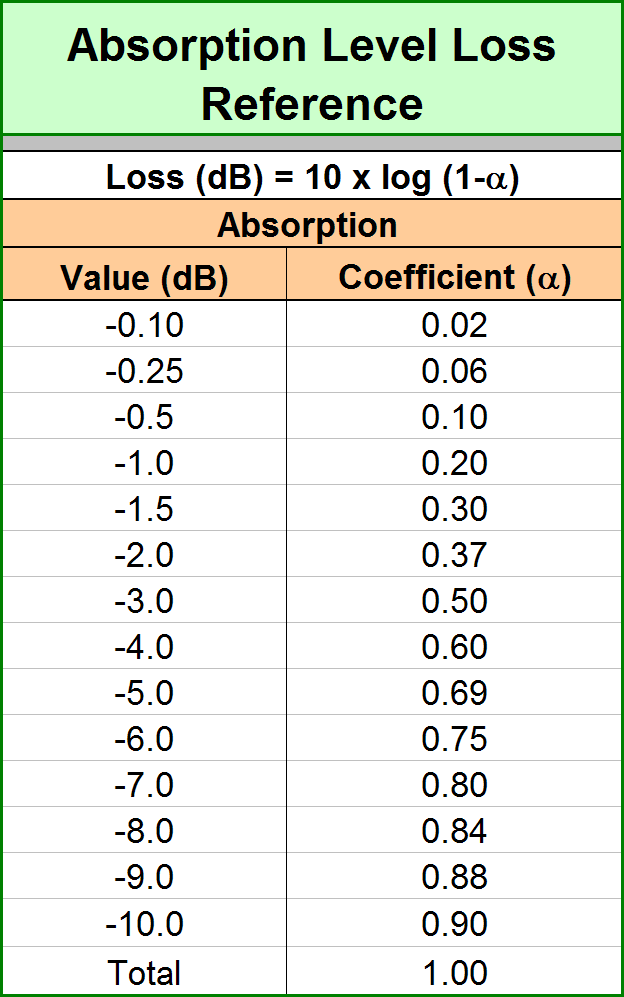 Absorption Level Loss
Reference
Loss (dB) = 10 x log (1-α)
Absorption
Value (dB) Coefficient (α)
-0.10 0.02
-0.25 0.06
-0.5 0.10
-1.0 0.20
-1.5 0.30
-2.0 0.37
-3.0 0.50
-4.0 0.60
-5.0 0.69
-6.0 0.75
-7.0 0.80
-8.0 0.84
-9.0 0.88
-10.0 0.90
Total 1.00